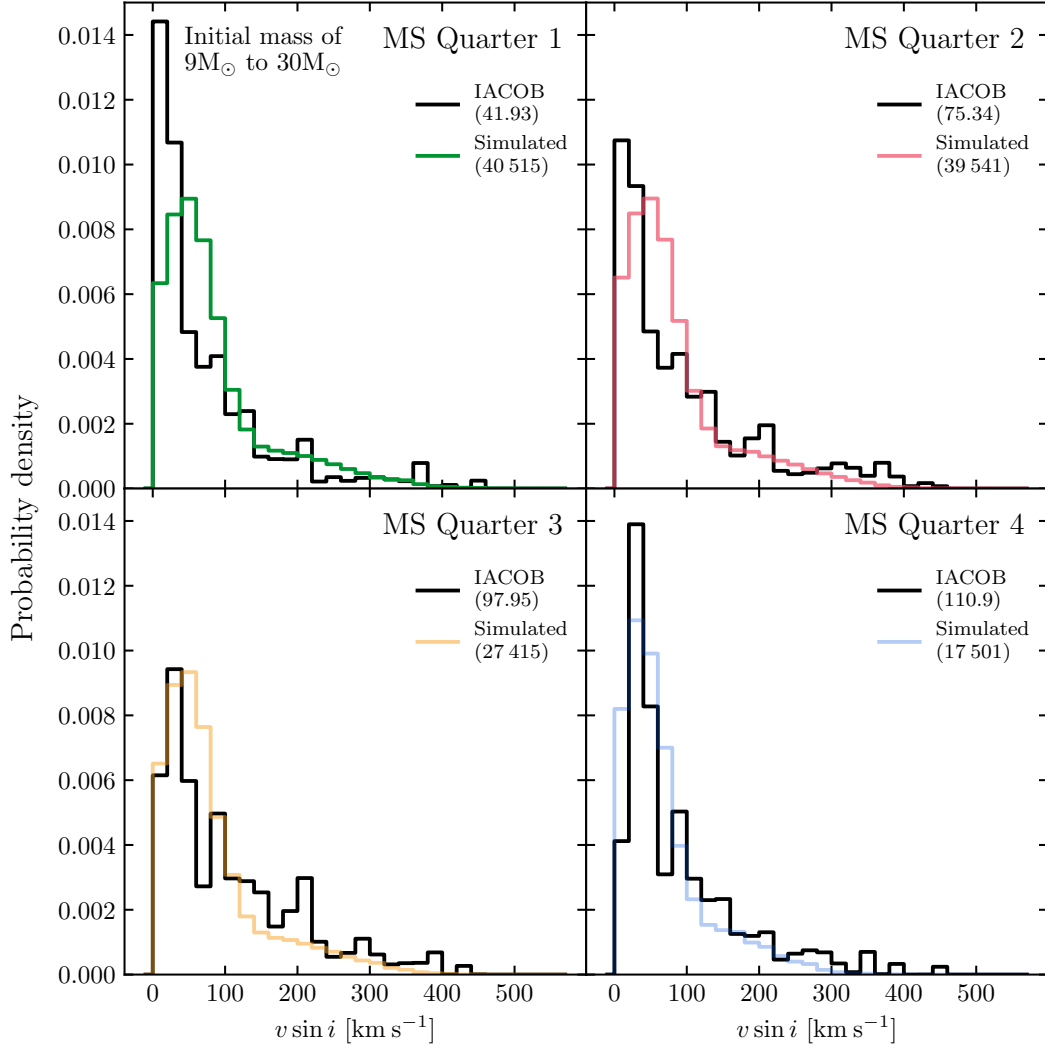 Initial mass of
9M⊙ to 30M⊙
MS Quarter 1
IACOB
(41.93)
Simulated
(40 515)
0.014
0.012
0.010
0.008
0.006
0.004
0.002
0.000
MS Quarter 2
IACOB
(75.34)
Simulated
(39 541)
Probability density
MS Quarter 3
IACOB
(97.95)
Simulated
(27 415)
0.014
0.012
0.010
0.008
0.006
0.004
0.002
0.000
0 100 200 300 400 500
v sin i [km s⁻¹]
MS Quarter 4
IACOB
(110.9)
Simulated
(17 501)
0 100 200 300 400 500
v sin i [km s⁻¹]